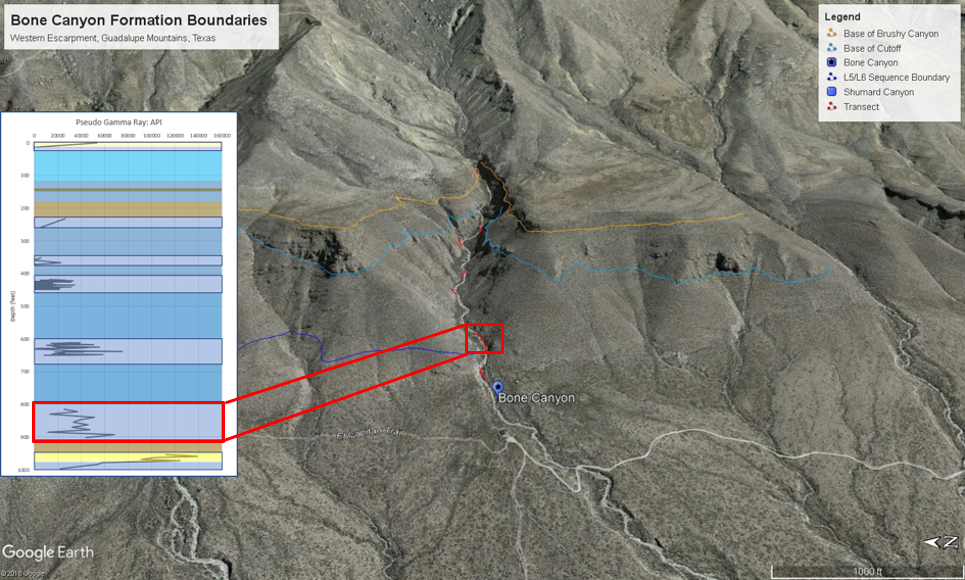 Bone Canyon Formation Boundaries
Western Escarpment, Guadalupe Mountains, Texas
Legend
Base of Brushy Canyon
Base of Cutoff
Bone Canyon
L5/L6 Sequence Boundary
Shumard Canyon
Transect
Pseudo Gamma Ray: API
0 20000 40000 60000 80000 100000 120000 140000 160000
0
100
200
300
400
500
600
700
800
900
1000
Depth (feet)
Bone Canyon
El Capitan Trail
Google Earth
© 2018 Google
N
1000 ft